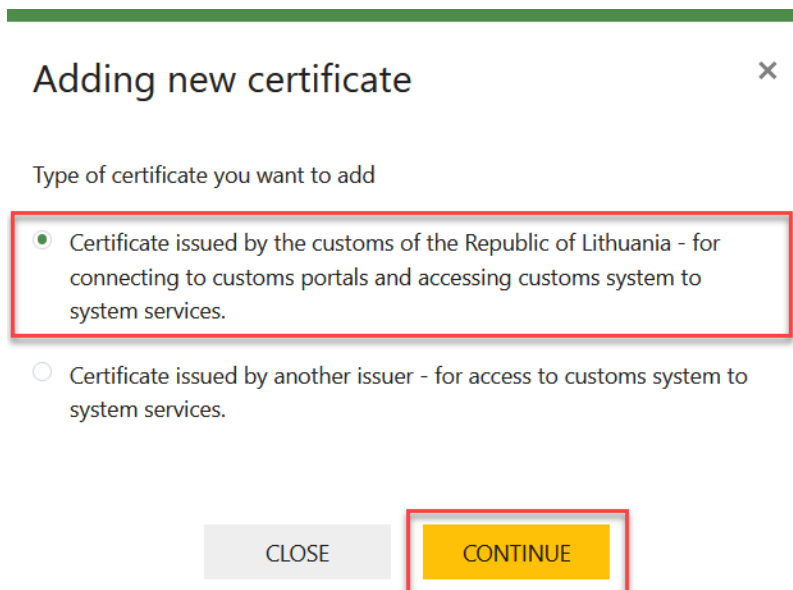 Adding new certificate
Type of certificate you want to add
Certificate issued by the customs of the Republic of Lithuania - for
connecting to customs portals and accessing customs system to
system services.
Certificate issued by another issuer - for access to customs system to
system services.
CLOSE
CONTINUE